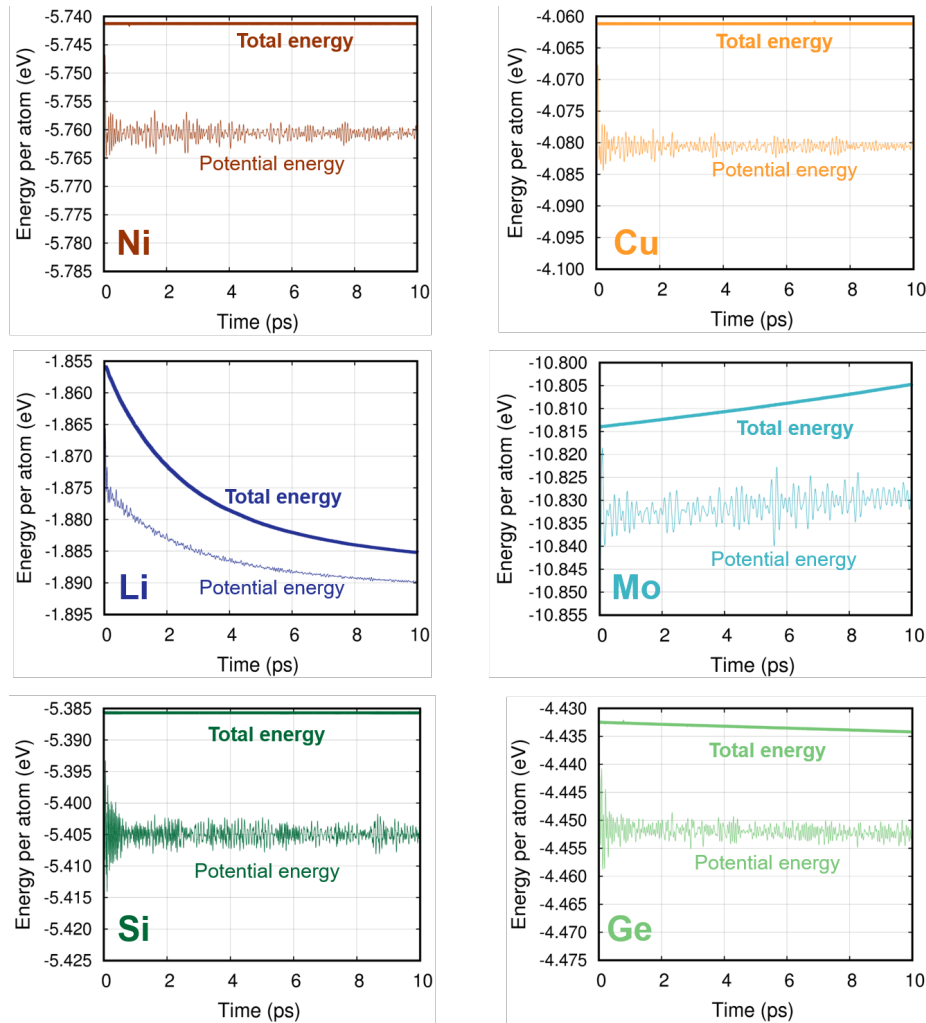 Energy per atom (eV)
-5.740
-5.745
-5.750
-5.755
-5.760
-5.765
-5.770
-5.775
-5.780
-5.785
Total energy
Potential energy
Ni
0 2 4 6 8 10
Time (ps)
Energy per atom (eV)
-4.060
-4.065
-4.070
-4.075
-4.080
-4.085
-4.090
-4.095
-4.100
Total energy
Potential energy
Cu
0 2 4 6 8 10
Time (ps)
Energy per atom (eV)
-1.855
-1.860
-1.865
-1.870
-1.875
-1.880
-1.885
-1.890
-1.895
Total energy
Potential energy
Li
0 2 4 6 8 10
Time (ps)
Energy per atom (eV)
-10.800
-10.805
-10.810
-10.815
-10.820
-10.825
-10.830
-10.835
-10.840
-10.845
-10.850
-10.855
Total energy
Potential energy
Mo
0 2 4 6 8 10
Time (ps)
Energy per atom (eV)
-5.385
-5.390
-5.395
-5.400
-5.405
-5.410
-5.415
-5.420
-5.425
Total energy
Potential energy
Si
0 2 4 6 8 10
Time (ps)
Energy per atom (eV)
-4.430
-4.435
-4.440
-4.445
-4.450
-4.455
-4.460
-4.465
-4.470
-4.475
Total energy
Potential energy
Ge
0 2 4 6 8 10
Time (ps)